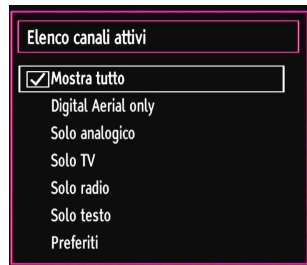 Elenco canali attivi
Mostra tutto
Digital Aerial only
Solo analogico
Solo TV
Solo radio
Solo testo
Preferiti